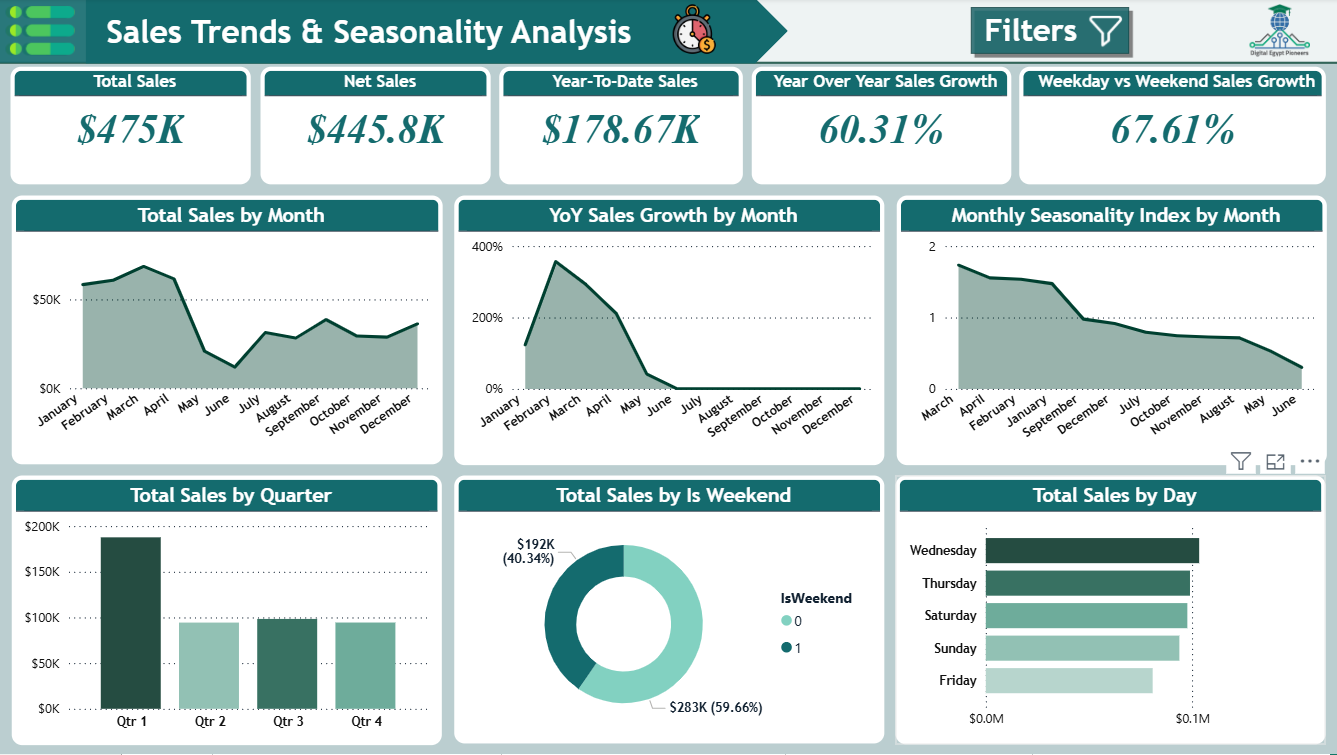 Sales Trends & Seasonality Analysis
Filters
Digital Egypt Pioneers
Total Sales
$475K
Net Sales
$445.8K
Year-To-Date Sales
$178.67K
Year Over Year Sales Growth
60.31%
Weekday vs Weekend Sales Growth
67.61%
Total Sales by Month
$50K
$0K
January
February
March
April
May
June
July
August
September
October
November
December
YoY Sales Growth by Month
400%
200%
0%
January
February
March
April
May
June
July
August
September
October
November
December
Monthly Seasonality Index by Month
2
1
0
March
April
February
January
September
December
July
October
November
August
May
June
Total Sales by Quarter
$200K
$150K
$100K
$50K
$0K
Qtr 1
Qtr 2
Qtr 3
Qtr 4
Total Sales by Is Weekend
$192K
(40.34%)
$283K (59.66%)
IsWeekend
0
1
Total Sales by Day
Wednesday
Thursday
Saturday
Sunday
Friday
$0.0M
$0.1M